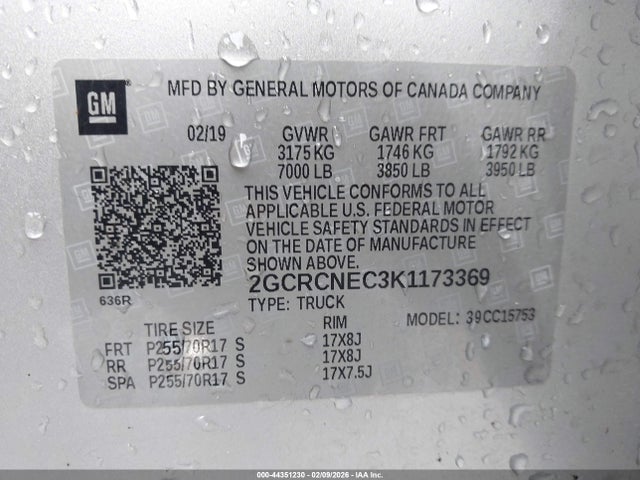 GM
MFD BY GENERAL MOTORS OF CANADA COMPANY
02/19 GVWR GAWR FRT GAWR RR
3175 KG 1746 KG 1792 KG
7000 LB 3850 LB 3950 LB
THIS VEHICLE CONFORMS TO ALL
APPLICABLE U.S. FEDERAL MOTOR
VEHICLE SAFETY STANDARDS IN EFFECT
ON THE DATE OF MANUFACTURE
SHOWN ABOVE.
2GCRCNEC3K1173369
636R
TYPE: TRUCK
MODEL: 39CC15753
TIRE SIZE RIM
FRT P255/70R17 S 17X8J
RR P255/70R17 S 17X8J
SPA P255/70R17 S 17X7.5J
000-44351230 - 02/09/2026 - IAAC, Inc.